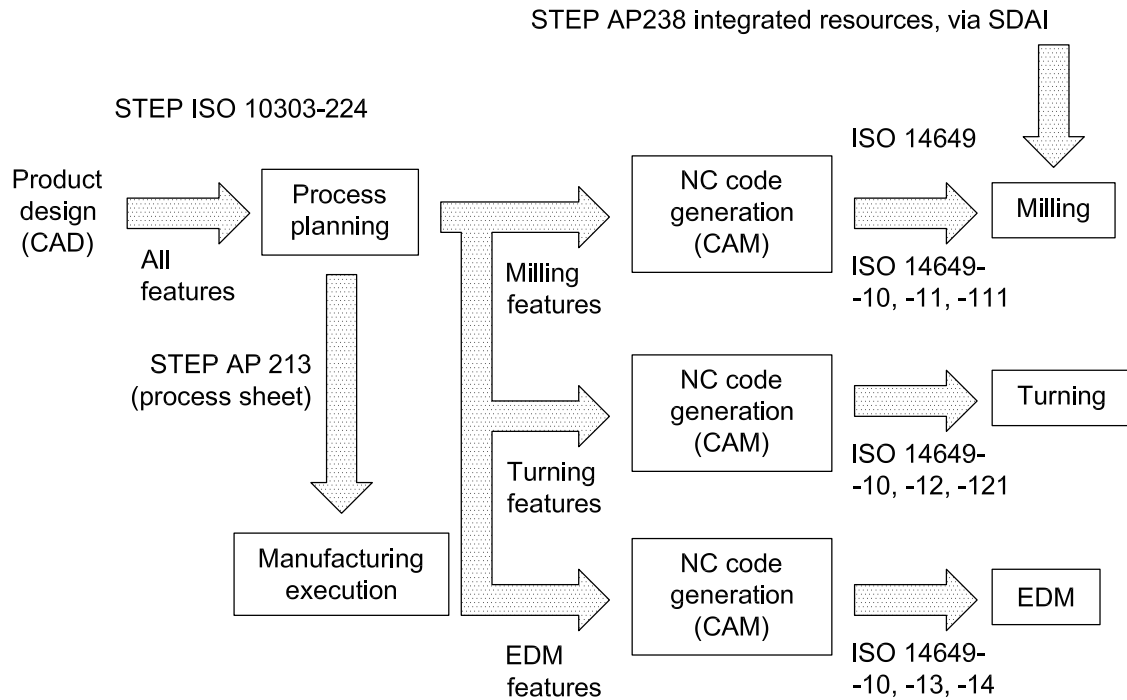 STEP AP238 integrated resources, via SDAI
STEP ISO 10303-224
Product
design
(CAD)
All
features
Process
planning
STEP AP 213
(process sheet)
Manufacturing
execution
Milling
features
NC code
generation
(CAM)
ISO 14649
ISO 14649-
-10, -11, -111
Milling
Turning
features
NC code
generation
(CAM)
ISO 14649-
-10, -12, -121
Turning
EDM
features
NC code
generation
(CAM)
ISO 14649-
-10, -13, -14
EDM